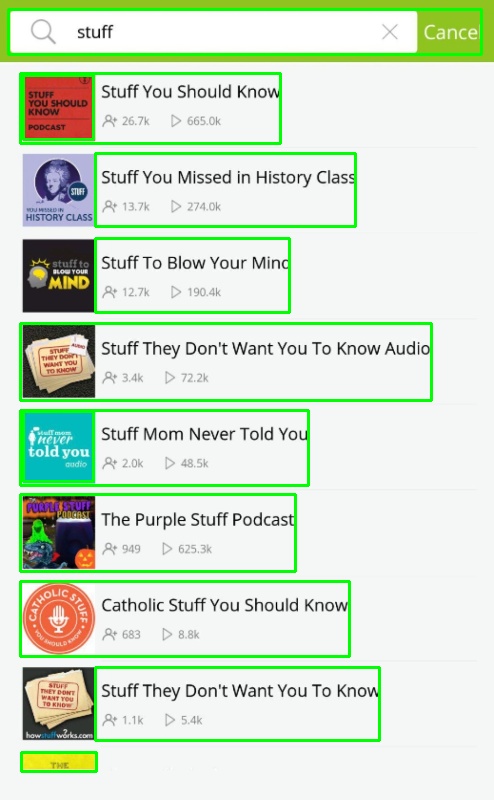 stuff
Cancel
STUFF
YOU SHOULD
KNOW
PODCAST
Stuff You Should Know
26.7k 665.0k
STUFF
YOU MISSED IN
HISTORY CLASS
Stuff You Missed in History Class
13.7k 274.0k
stuff to
BLOW YOUR
MIND
Stuff To Blow Your Mind
12.7k 190.4k
AUDIO
STUFF
THEY DON'T
WANT YOU
TO KNOW
Stuff They Don't Want You To Know Audio
3.4k 72.2k
stuff mom
never
told you
audio
Stuff Mom Never Told You
2.0k 48.5k
PURPLE STUFF
PODCAST
The Purple Stuff Podcast
949 625.3k
CATHOLIC STUFF
YOU SHOULD KNOW
Catholic Stuff You Should Know
683 8.8k
STUFF
THEY DON'T
WANT YOU
TO KNOW
howstuffworks.com
Stuff They Don't Want You To Know
1.1k 5.4k
THE